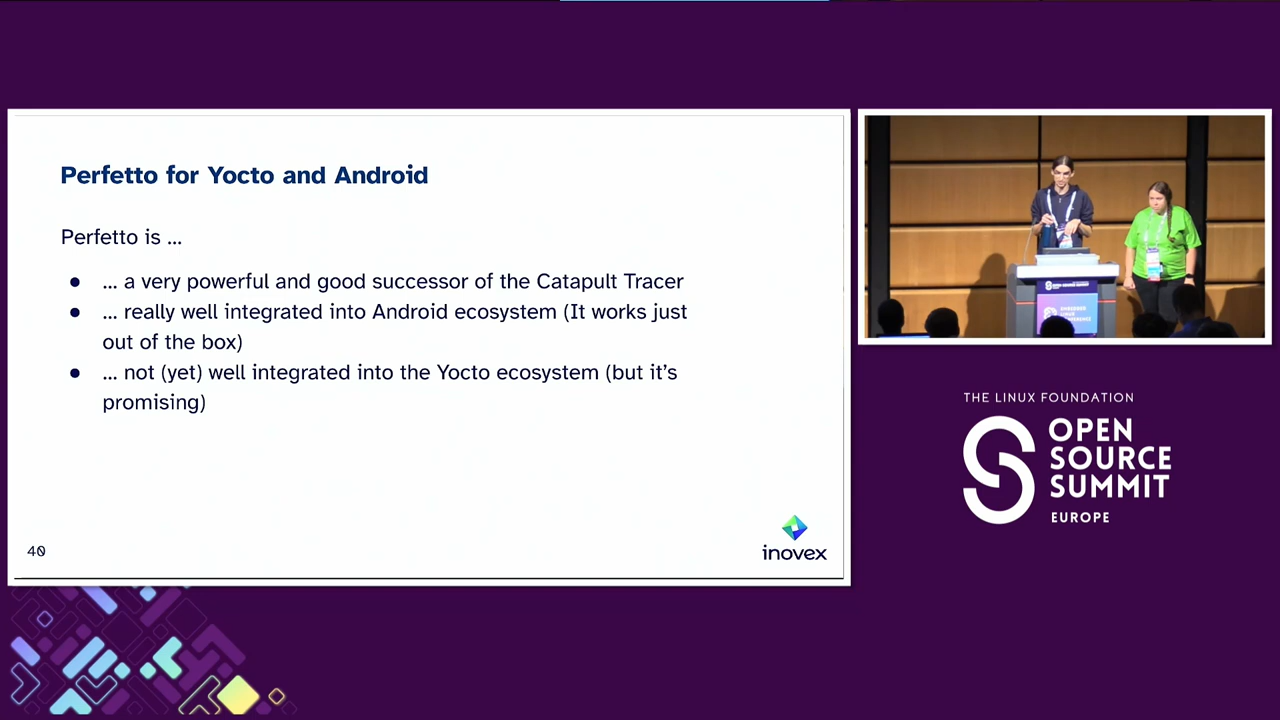 Perfetto for Yocto and Android
Perfetto is ...
● ... a very powerful and good successor of the Catapult Tracer
● ... really well integrated into Android ecosystem (It works just
out of the box)
● ... not (yet) well integrated into the Yocto ecosystem (but it’s
promising)
40
inovex
THE LINUX FOUNDATION
OPEN
SOURCE
SUMMIT
EUROPE